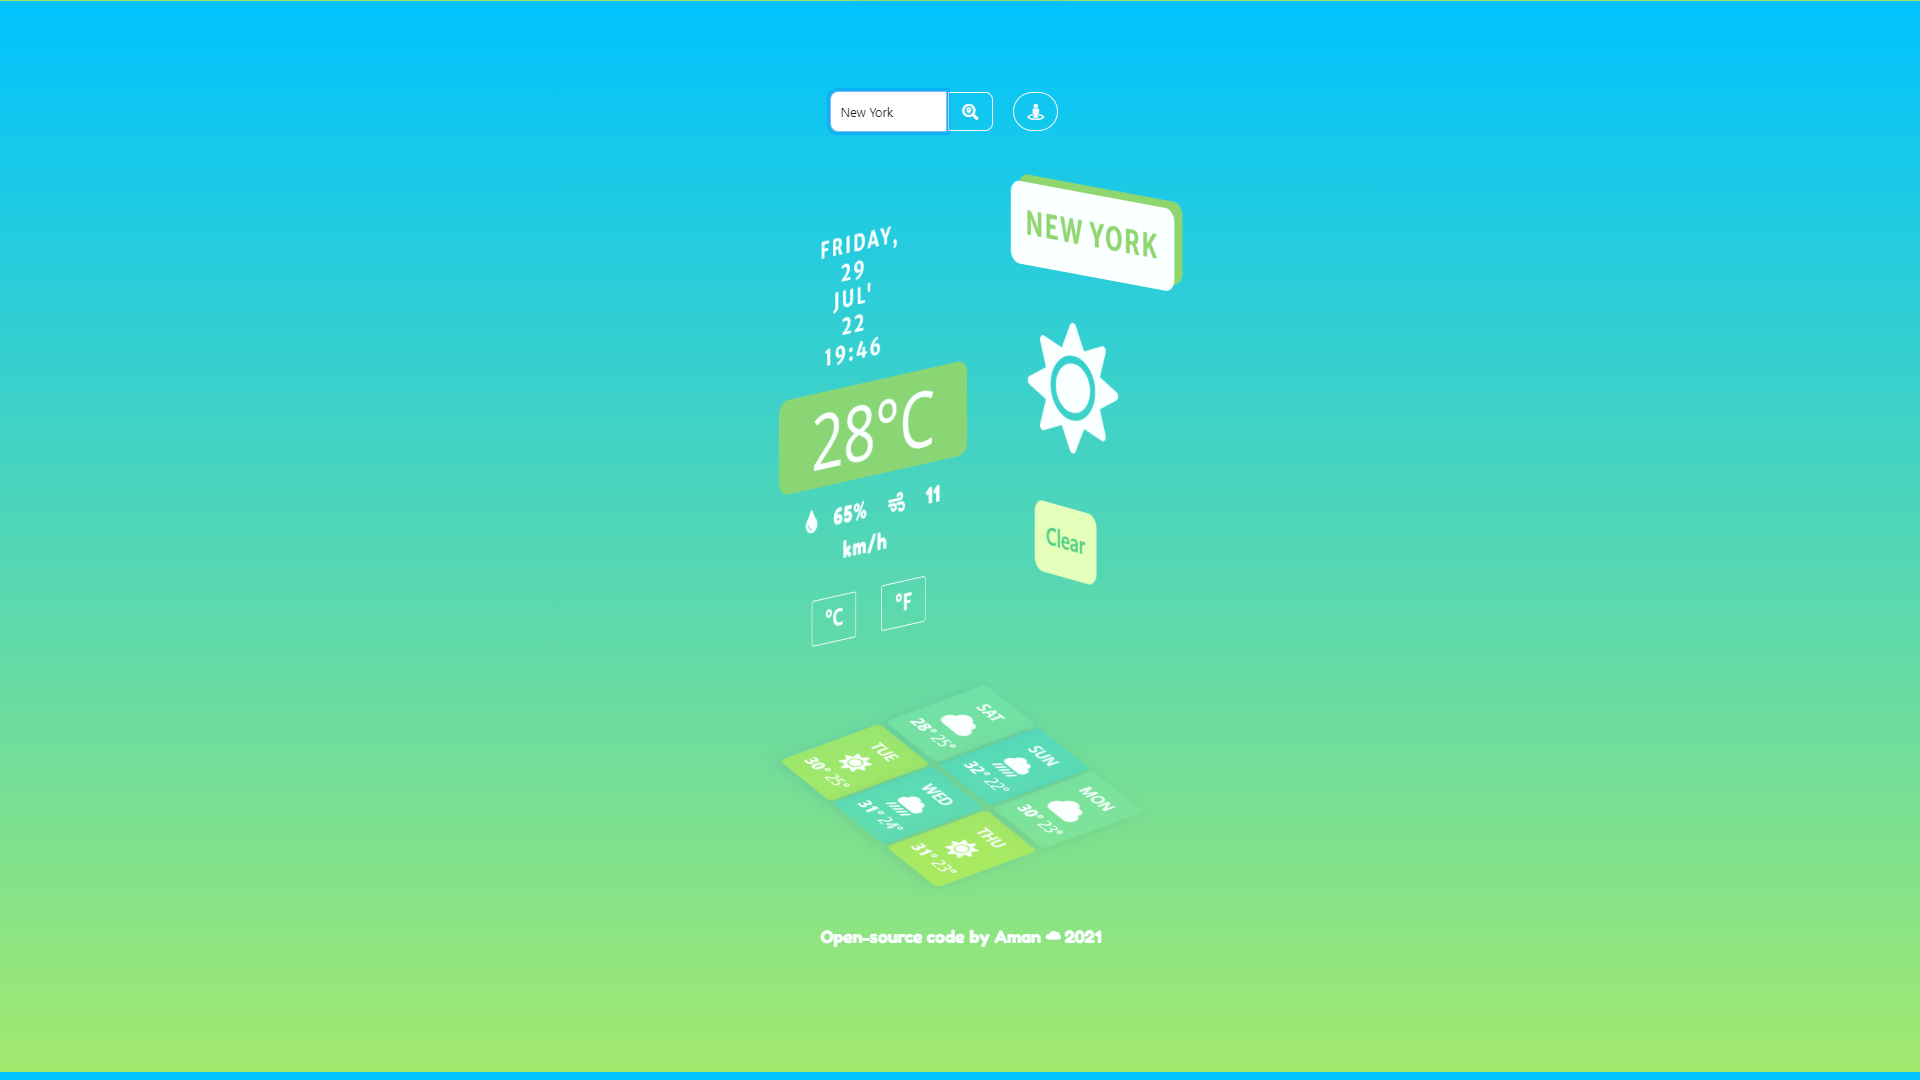 New York
NEW YORK
FRIDAY,
29
JUL'
22
19:46
28°C
65% 11
km/h
Clear
°C °F
SAT
28° 25°
SUN
32° 22°
MON
30° 23°
TUE
30° 25°
WED
31° 24°
THU
31° 23°
Open-source code by Aman 2021